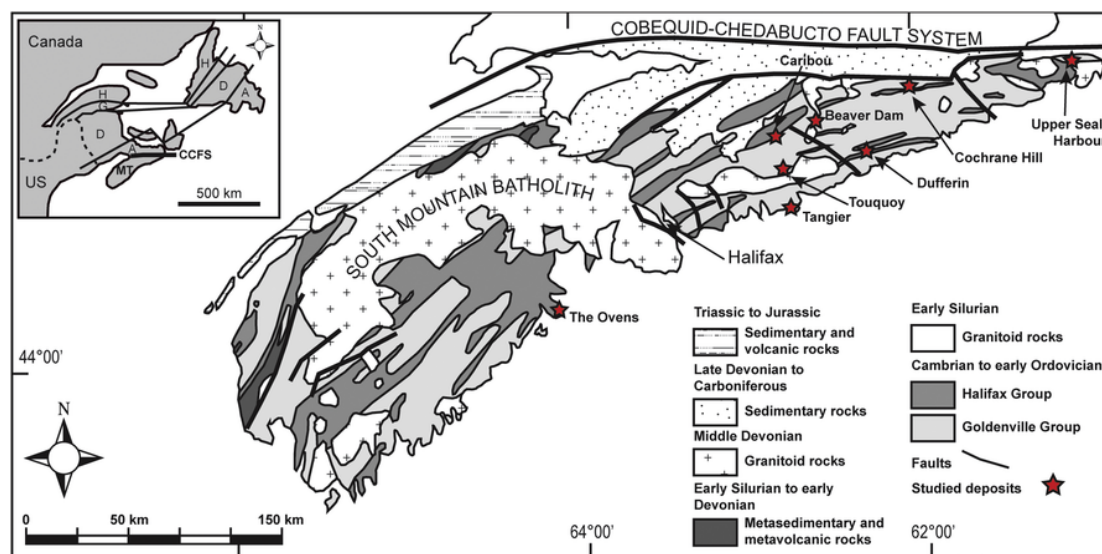 Canada
N
H
D
A
H
G
D
A
CCFS
MT
US
500 km
COBEQUID-CHEDABUCTO FAULT SYSTEM
Caribou
Beaver Dam
Upper Seal
Harbour
Cochrane Hill
Dufferin
Touquoy
Tangier
SOUTH MOUNTAIN BATHOLITH
Halifax
The Ovens
44°00'
N
0 50 km 150 km
64°00'
62°00'
Triassic to Jurassic
Sedimentary and
volcanic rocks
Late Devonian to
Carboniferous
Sedimentary rocks
Middle Devonian
Granitoid rocks
Early Silurian to early
Devonian
Metasedimentary and
metavolcanic rocks
Early Silurian
Granitoid rocks
Cambrian to early Ordovician
Halifax Group
Goldenville Group
Faults
Studied deposits